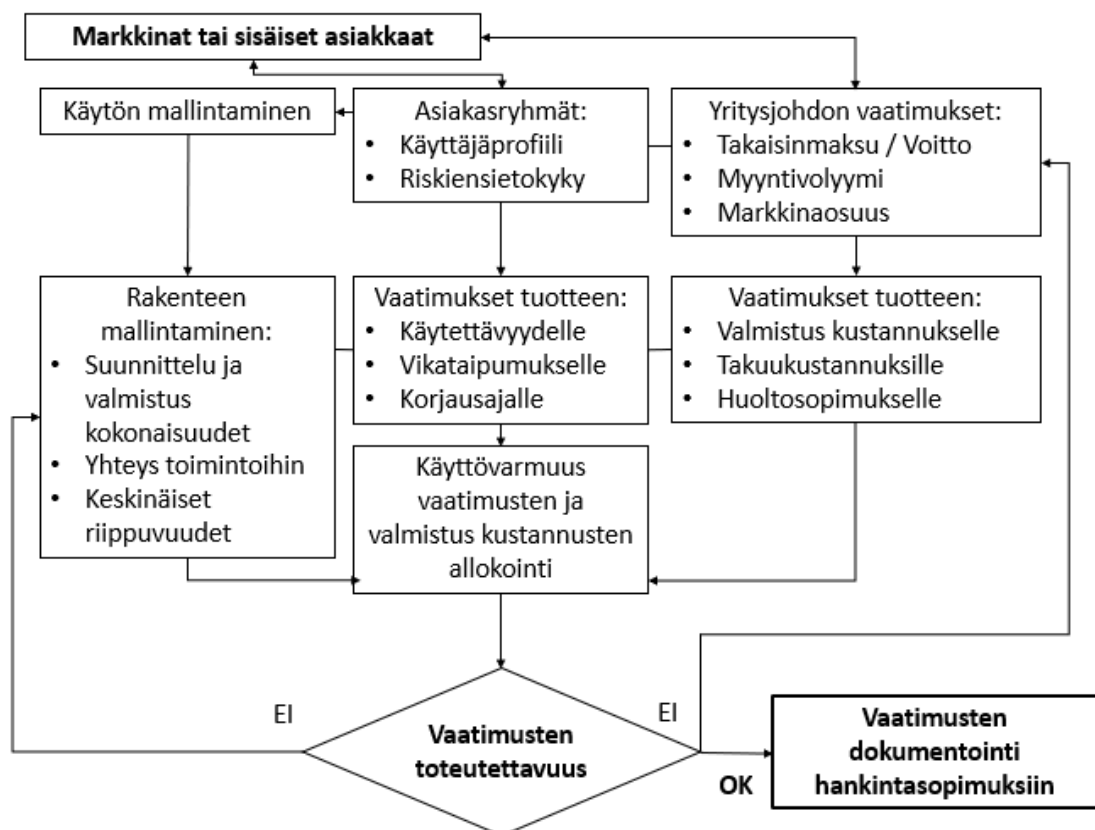 Markkinat tai sisäiset asiakkaat
Käytön mallintaminen
Asiakasryhmät:
• Käyttäjäprofiili
• Riskiensietokyky
Yritysjohdon vaatimukset:
• Takaisinmaksu / Voitto
• Myyntivolyymi
• Markkinaosuus
Rakenteen
mallintaminen:
• Suunnittelu ja
valmistus
kokonaisuudet
• Yhteys toimintoihin
• Keskinäiset
riippuvuudet
Vaatimukset tuotteen:
• Käytettävyydelle
• Vikataipumukselle
• Korjausajalle
Vaatimukset tuotteen:
• Valmistus kustannukselle
• Takuukustannuksille
• Huoltosopimukselle
Käyttövarmuus
vaatimusten ja
valmistus kustannusten
allokointi
EI
Vaatimusten
toteutettavuus
EI
OK
Vaatimusten
dokumentointi
hankintasopimuksiin